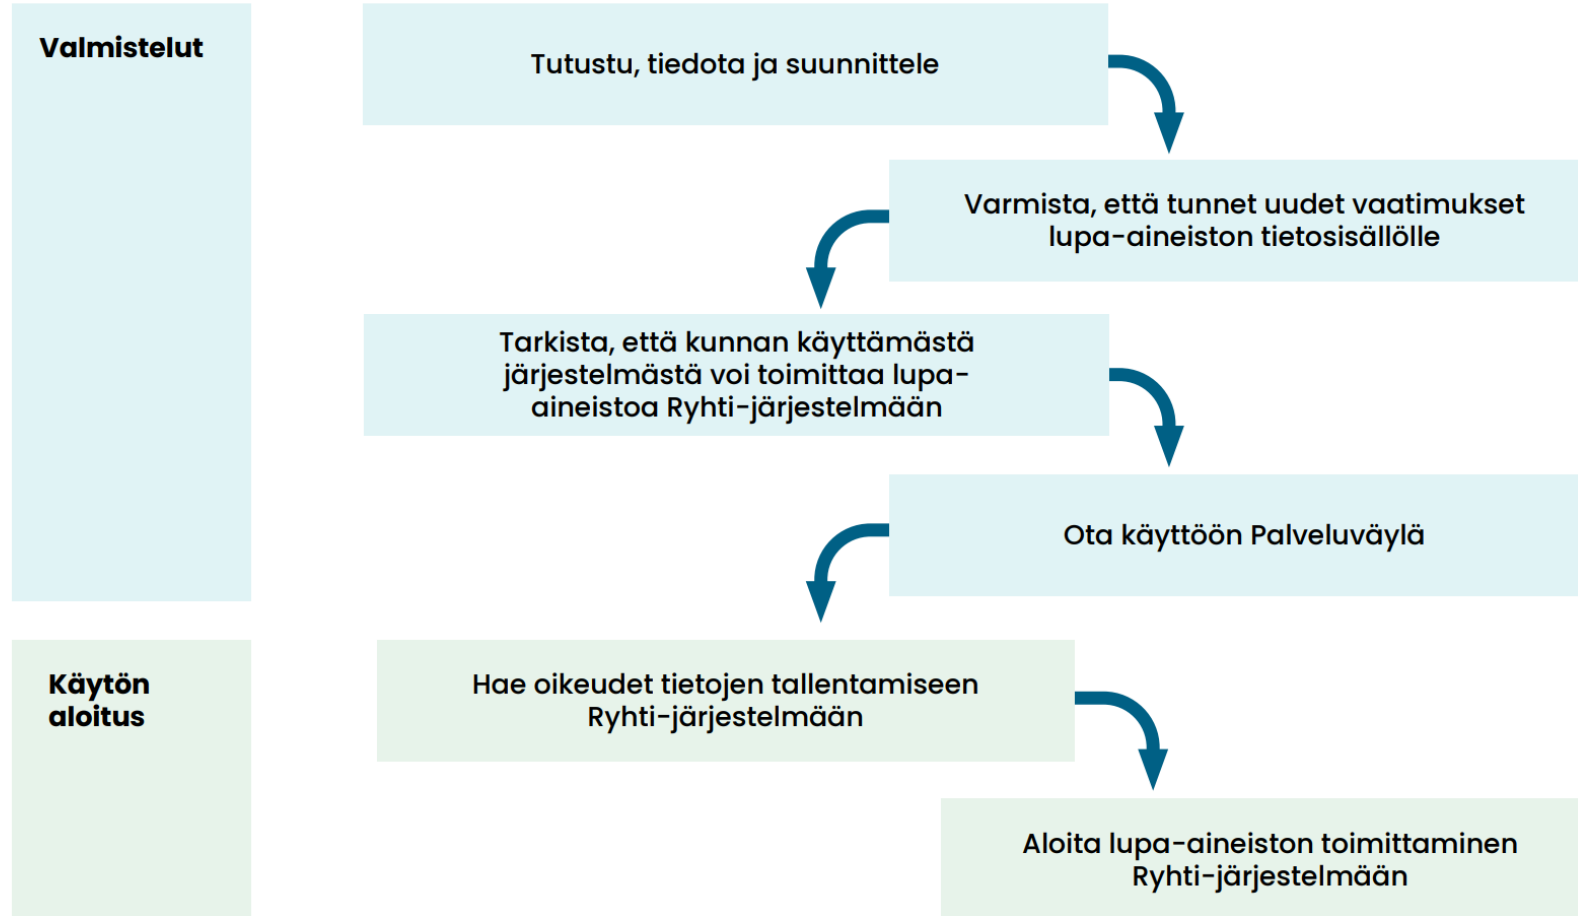 Valmistelut
Tutustu, tiedota ja suunnittele
Varmista, että tunnet uudet vaatimukset
lupa-aineiston tietosisällölle
Tarkista, että kunnan käyttämästä
järjestelmästä voi toimittaa lupa-
aineistoa Ryhti-järjestelmään
Ota käyttöön Palveluväylä
Käytön
aloitus
Hae oikeudet tietojen tallentamiseen
Ryhti-järjestelmään
Aloita lupa-aineiston toimittaminen
Ryhti-järjestelmään